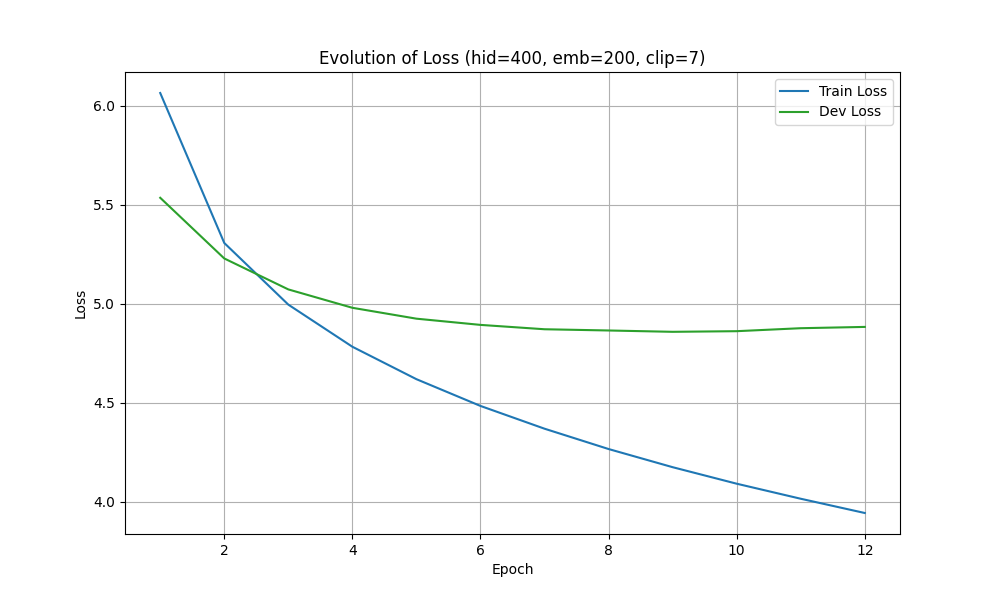 Evolution of Loss (hid=400, emb=200, clip=7)
Train Loss
Dev Loss
6.0
5.5
5.0
4.5
4.0
Loss
2
4
6
8
10
12
Epoch